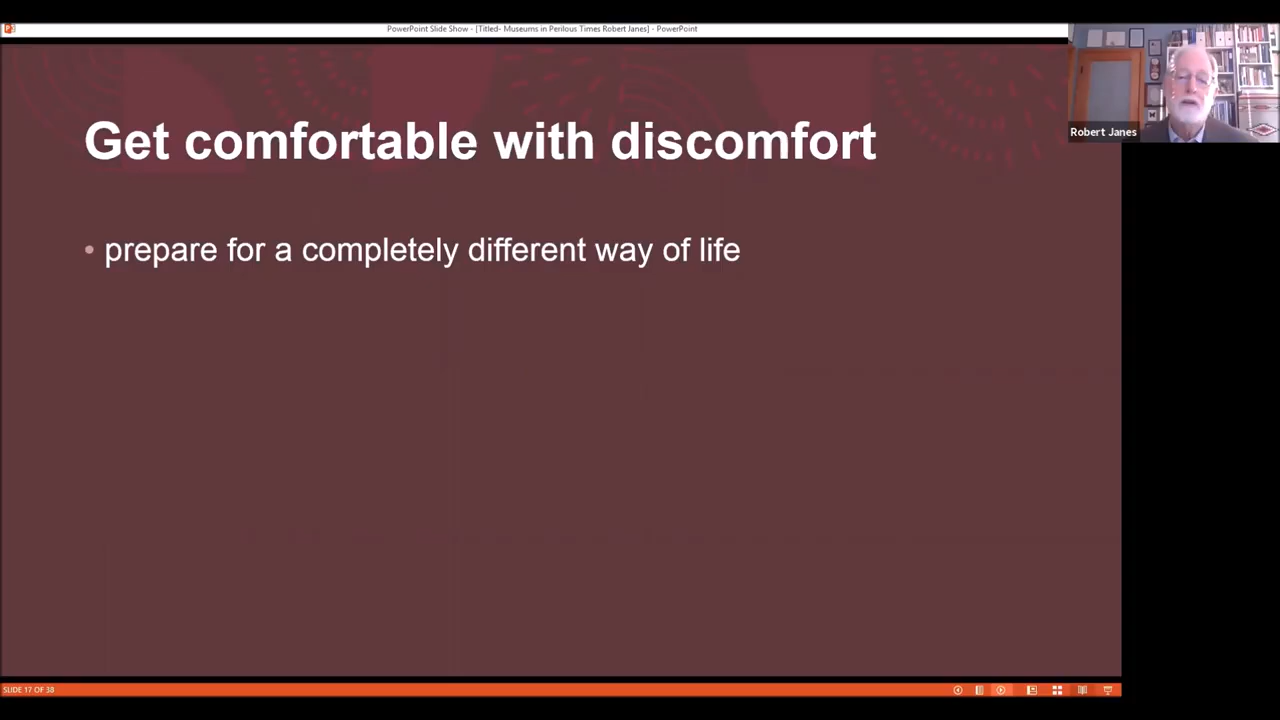 PowerPoint Slide Show - [Titled- Museums in Perilous Times Robert Janes] - PowerPoint
Robert Janes
Get comfortable with discomfort
• prepare for a completely different way of life
SLIDE 17 OF 38